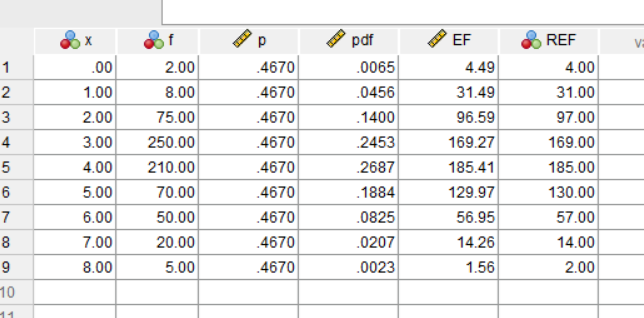 x f p pdf EF REF
1 .00 2.00 .4670 .0065 4.49 4.00
2 1.00 8.00 .4670 .0456 31.49 31.00
3 2.00 75.00 .4670 .1400 96.59 97.00
4 3.00 250.00 .4670 .2453 169.27 169.00
5 4.00 210.00 .4670 .2687 185.41 185.00
6 5.00 70.00 .4670 .1884 129.97 130.00
7 6.00 50.00 .4670 .0825 56.95 57.00
8 7.00 20.00 .4670 .0207 14.26 14.00
9 8.00 5.00 .4670 .0023 1.56 2.00
10